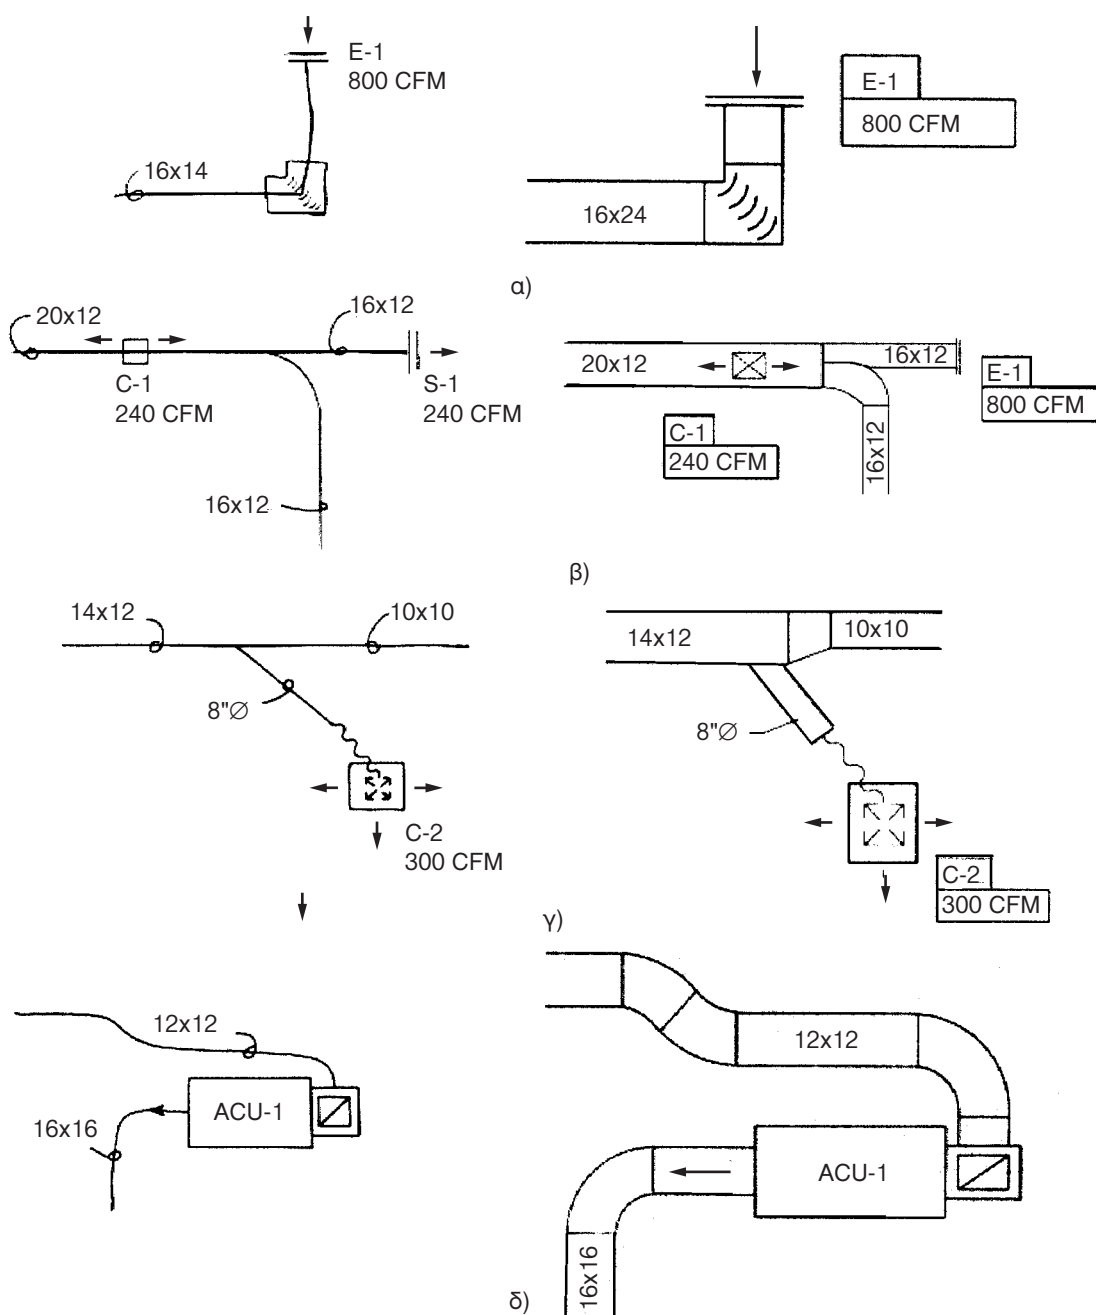 E-1
800 CFM
16x14
E-1
800 CFM
16x24
α)
20x12
16x12
C-1
240 CFM
S-1
240 CFM
16x12
20x12
16x12
E-1
800 CFM
C-1
240 CFM
16x12
β)
14x12
10x10
8"∅
C-2
300 CFM
14x12
10x10
8"∅
C-2
300 CFM
γ)
12x12
ACU-1
16x16
12x12
ACU-1
16x16
δ)